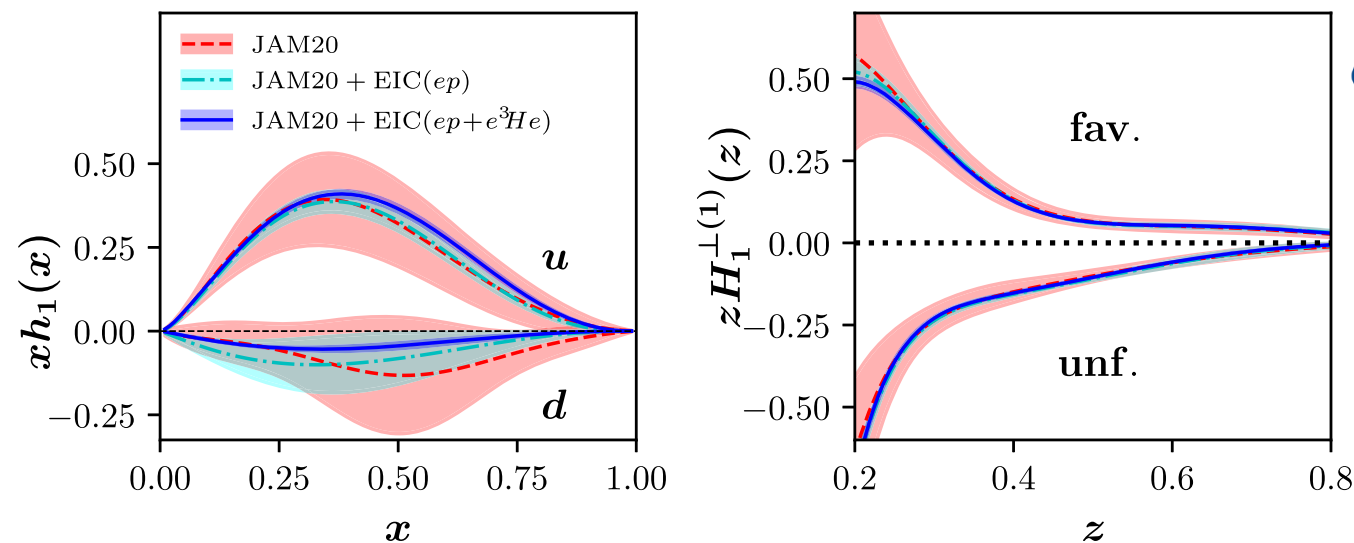 JAM20
JAM20 + EIC(ep)
JAM20 + EIC(ep+e³He)
0.50
0.25
0.00
−0.25
xh₁(x)
u
d
0.00 0.25 0.50 0.75 1.00
x
0.50
0.25
0.00
−0.25
−0.50
zH₁^⊥(1)(z)
fav.
unf.
0.2 0.4 0.6 0.8
z